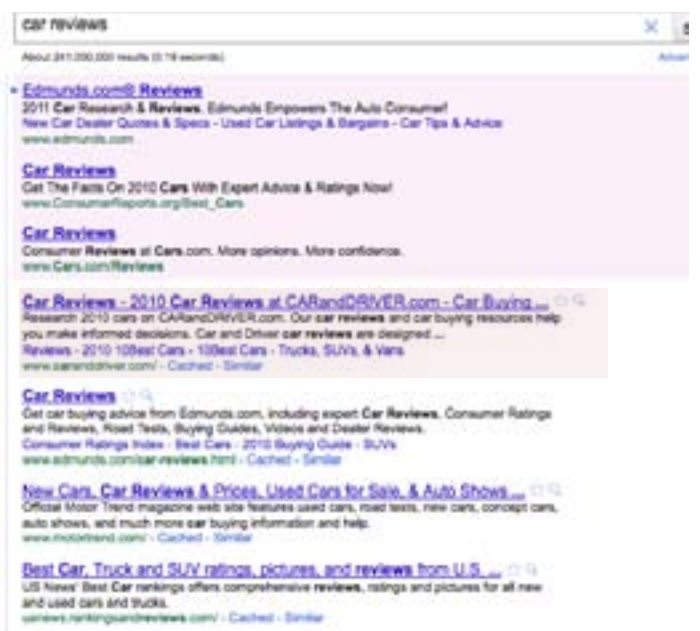 car reviews
About 241,000,000 results (0.19 seconds)
Edmunds.com® Reviews
2011 Car Research & Reviews. Edmunds Empowers The Auto Consumer!
New Car Dealer Quotes & Specs - Used Car Listings & Bargains - Car Tips & Advice
www.edmunds.com
Car Reviews
Get The Facts On 2010 Cars With Expert Advice & Ratings Now!
www.ConsumerReports.org/Best_Cars
Car Reviews
Consumer Reviews at Cars.com. More opinions. More confidence.
www.Cars.com/Reviews
Car Reviews - 2010 Car Reviews at CARandDRIVER.com - Car Buying ...
Research 2010 cars on CARandDRIVER.com. Our car reviews and car buying resources help
you make informed decisions. Car and Driver car reviews are designed ...
Reviews - 2010 10Best Cars - 10Best Cars - Trucks, SUVs, & Vans
www.caranddriver.com/ - Cached - Similar
Car Reviews
Get car buying advice from Edmunds.com, including expert Car Reviews, Consumer Ratings
and Reviews, Road Tests, Buying Guides, Videos and Dealer Reviews.
Consumer Ratings Index - Best Cars - 2010 Buying Guide - SUVs
www.edmunds.com/car-reviews.html - Cached - Similar
New Cars, Car Reviews & Prices, Used Cars for Sale, & Auto Shows ...
Official Motor Trend magazine web site features used cars, road tests, new cars, concept cars,
auto shows, and much more car buying information and help.
www.motortrend.com/ - Cached - Similar
Best Car, Truck and SUV ratings, pictures, and reviews from U.S. ...
US News' Best Car rankings offers comprehensive reviews, ratings and pictures for all new
and used cars and trucks.
usnews.rankingsandreviews.com/ - Cached - Similar